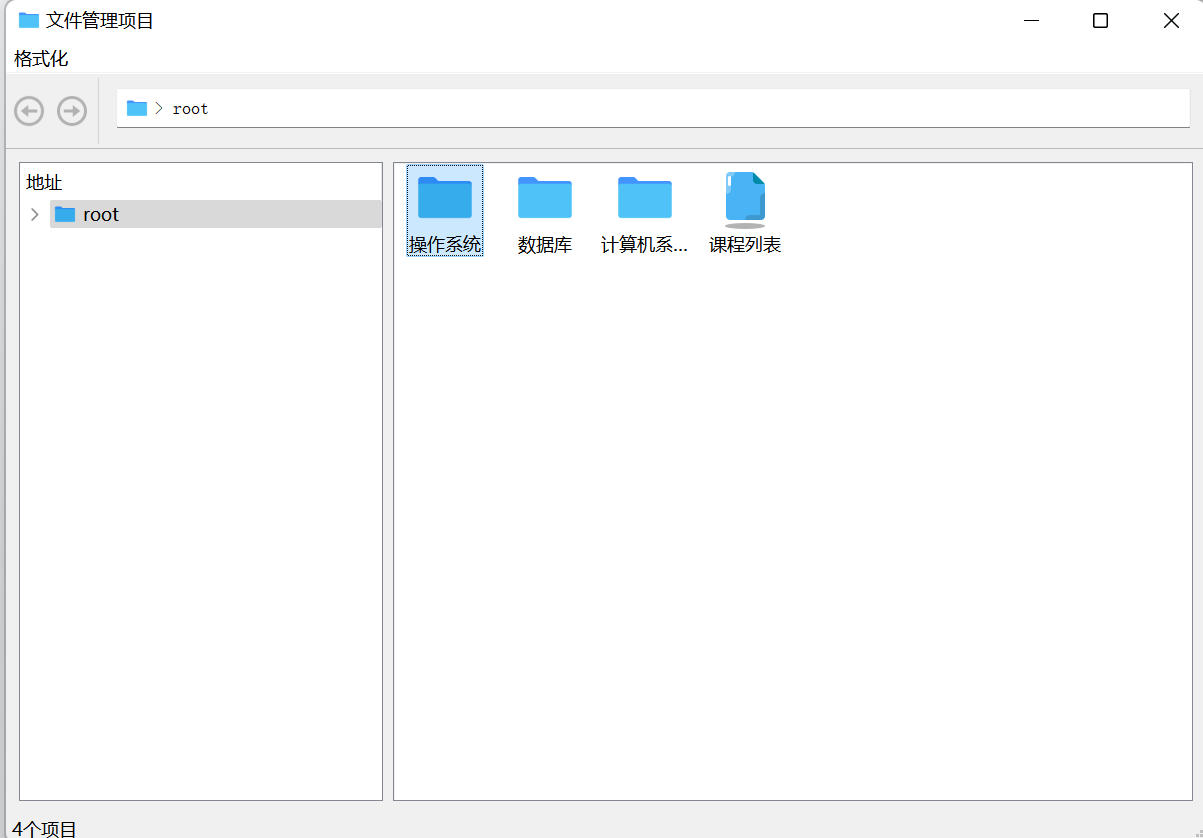 文件管理项目
格式化
root
地址
root
操作系统
数据库
计算机系...
课程列表
4个项目